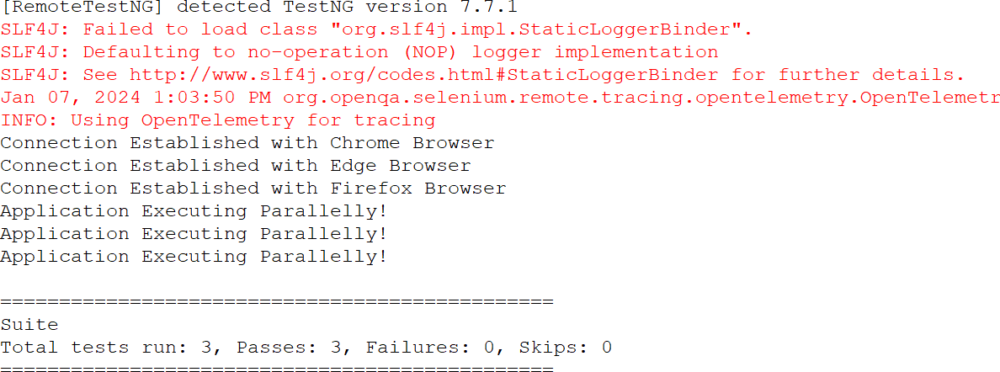 [RemoteTestNG] detected TestNG version 7.7.1
SLF4J: Failed to load class "org.slf4j.impl.StaticLoggerBinder".
SLF4J: Defaulting to no-operation (NOP) logger implementation
SLF4J: See http://www.slf4j.org/codes.html#StaticLoggerBinder for further details.
Jan 07, 2024 1:03:50 PM org.openqa.selenium.remote.tracing.opentelemetry.OpenTelemetr
INFO: Using OpenTelemetry for tracing
Connection Established with Chrome Browser
Connection Established with Edge Browser
Connection Established with Firefox Browser
Application Executing Parallelly!
Application Executing Parallelly!
Application Executing Parallelly!
===============================================
Suite
Total tests run: 3, Passes: 3, Failures: 0, Skips: 0
===============================================